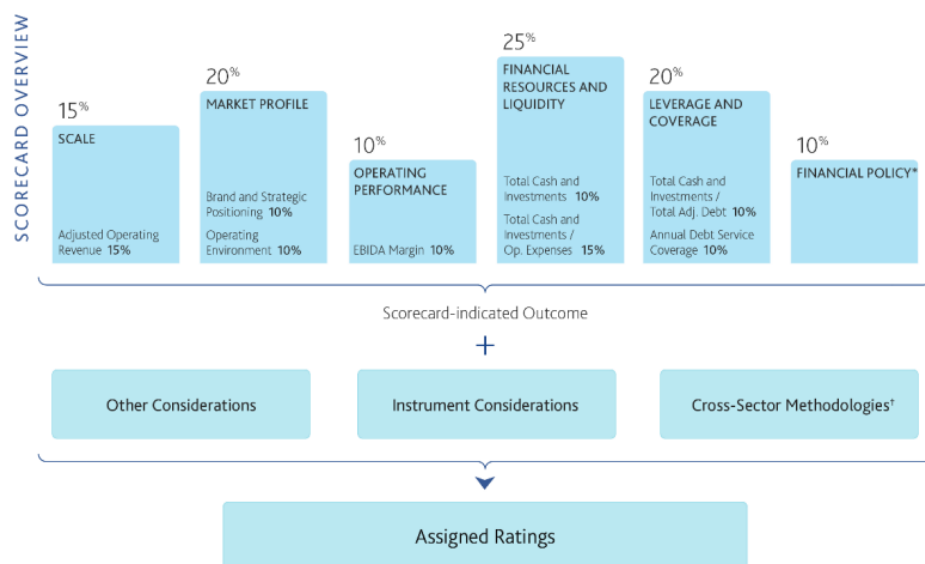 SCORECARD OVERVIEW
15%
SCALE
Adjusted Operating
Revenue 15%
20%
MARKET PROFILE
Brand and Strategic
Positioning 10%
Operating
Environment 10%
10%
OPERATING
PERFORMANCE
EBIDA Margin 10%
25%
FINANCIAL
RESOURCES AND
LIQUIDITY
Total Cash and
Investments 10%
Total Cash and
Investments /
Op. Expenses 15%
20%
LEVERAGE AND
COVERAGE
Total Cash and
Investments /
Total Adj. Debt 10%
Annual Debt Service
Coverage 10%
10%
FINANCIAL POLICY*
Scorecard-indicated Outcome
+
Other Considerations
Instrument Considerations
Cross-Sector Methodologies†
Assigned Ratings